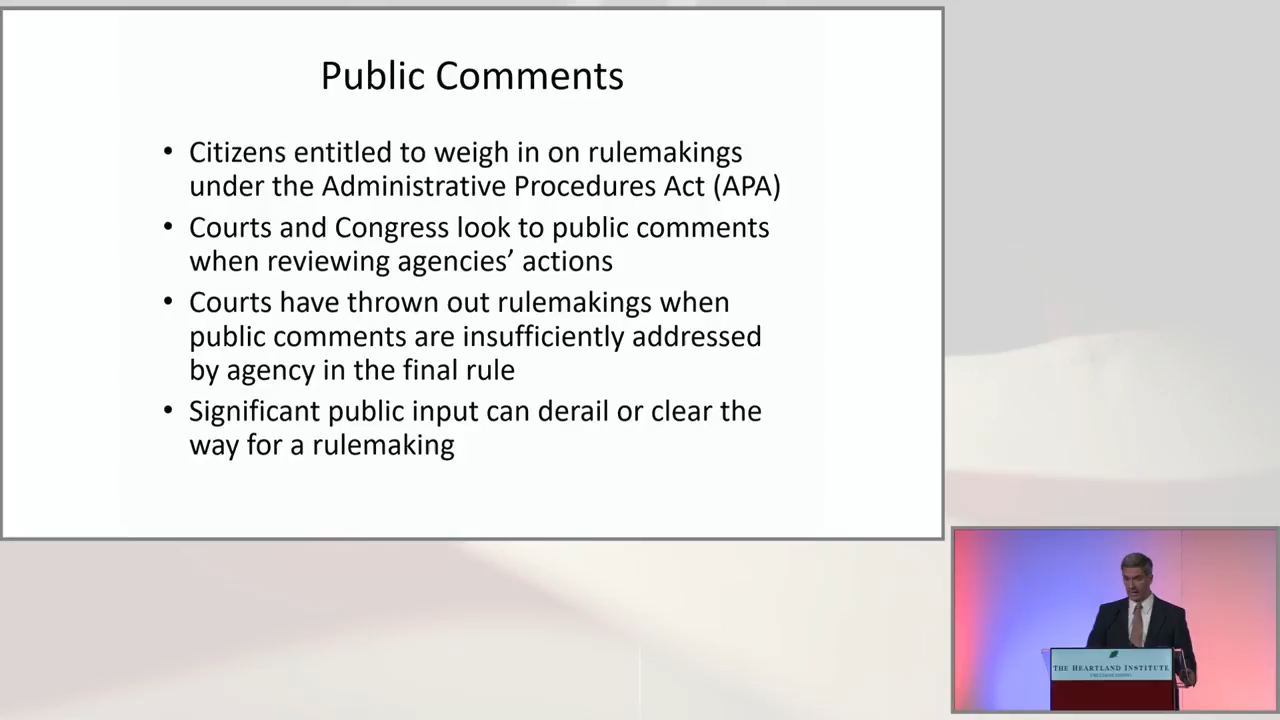 Public Comments
• Citizens entitled to weigh in on rulemakings
under the Administrative Procedures Act (APA)
• Courts and Congress look to public comments
when reviewing agencies’ actions
• Courts have thrown out rulemakings when
public comments are insufficiently addressed
by agency in the final rule
• Significant public input can derail or clear the
way for a rulemaking
THE HEARTLAND INSTITUTE